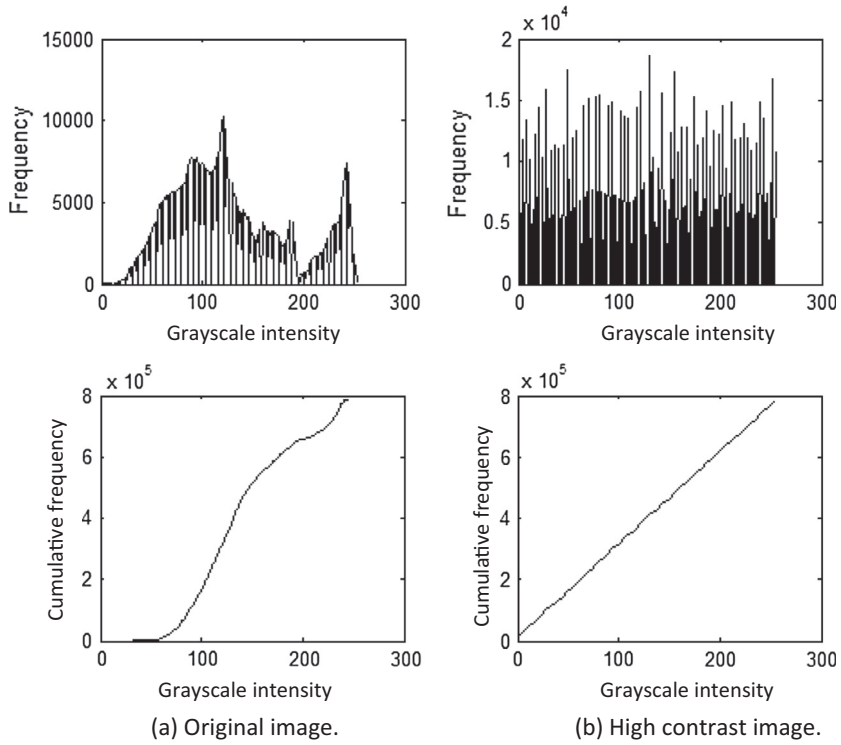 15000
10000
5000
0
Frequency
0 100 200 300
Grayscale intensity
x 10^4
2
1.5
1
0.5
0
Frequency
0 100 200 300
Grayscale intensity
x 10^5
8
6
4
2
0
Cumulative frequency
0 100 200 300
Grayscale intensity
(a) Original image.
x 10^5
8
6
4
2
0
Cumulative frequency
0 100 200 300
Grayscale intensity
(b) High contrast image.